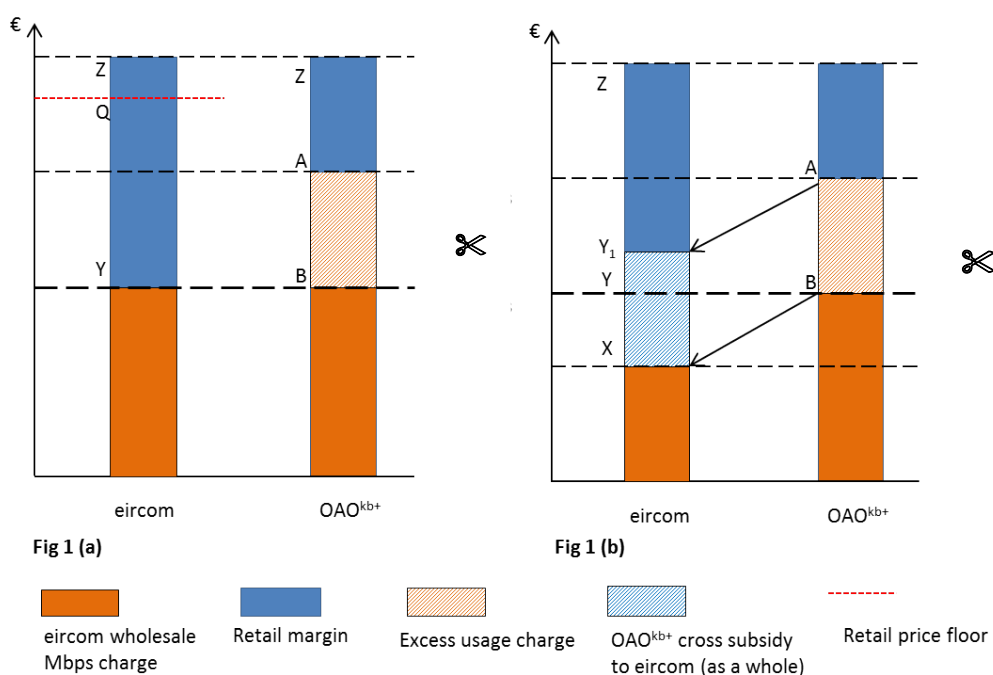 €
Z
Z
Q
A
Y
B
eircom
OAOkb+
Fig 1 (a)
€
Z
A
Y1
Y
B
X
eircom
OAOkb+
Fig 1 (b)
eircom wholesale
Mbps charge
Retail margin
Excess usage charge
OAOkb+ cross subsidy
to eircom (as a whole)
Retail price floor